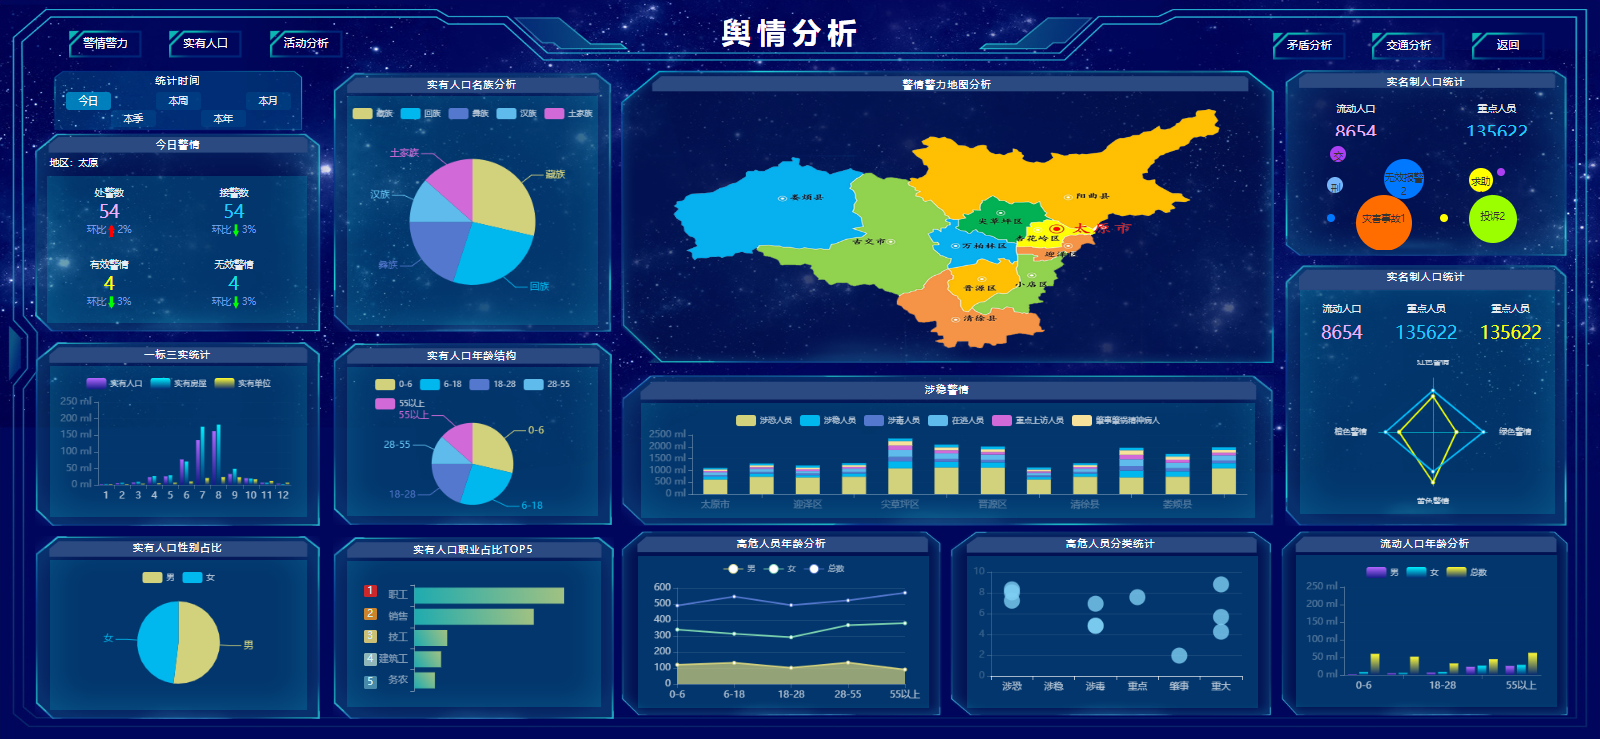 舆情分析
警情警力
实有人口
活动分析
矛盾分析
交通分析
返回
统计时间
今日
本周
本月
本季
本年
今日警情
地区: 太原
处警数
接警数
54
54
环比 2%
环比 3%
有效警情
无效警情
4
4
环比 3%
环比 3%
一标三实统计
实有人口 实有房屋 实有单位
250 ml
200 ml
150 ml
100 ml
50 ml
0 ml
1 2 3 4 5 6 7 8 9 10 11 12
实有人口性别占比
男 女
女
男
实有人口名族分析
藏族 回族 彝族 汉族 土家族
土家族
藏族
汉族
彝族
回族
实有人口年龄结构
0-6 6-18 18-28 28-55
55以上
55以上
0-6
28-55
18-28
6-18
实有人口职业占比TOP5
1 职工
2 销售
3 技工
4 建筑工
5 务农
警情警力地图分析
娄烦县
阳曲县
尖草坪区
杏花岭区
太原市
古交市
万柏林区
迎泽区
晋源区
小店区
清徐县
涉稳警情
涉恐人员 涉稳人员 涉毒人员 在逃人员 重点上访人员 肇事肇祸精神病人
2500 ml
2000 ml
1500 ml
1000 ml
500 ml
0 ml
太原市 迎泽区 尖草坪区 晋源区 清徐县 娄烦县
高危人员年龄分析
男 女 总数
600
500
400
300
200
100
0
0-6 6-18 18-28 28-55 55以上
高危人员分类统计
10
8
6
4
2
0
涉恐 涉稳 涉毒 重点 肇事 重大
实名制人口统计
流动人口
重点人员
8654
135622
交
无效报警
2
求助
刑
灾害事故1
投诉2
实名制人口统计
流动人口
重点人员
重点人员
8654
135622
135622
红色警情
橙色警情
绿色警情
黄色警情
流动人口年龄分析
男 女 总数
250 ml
200 ml
150 ml
100 ml
50 ml
0 ml
0-6 18-28 55以上